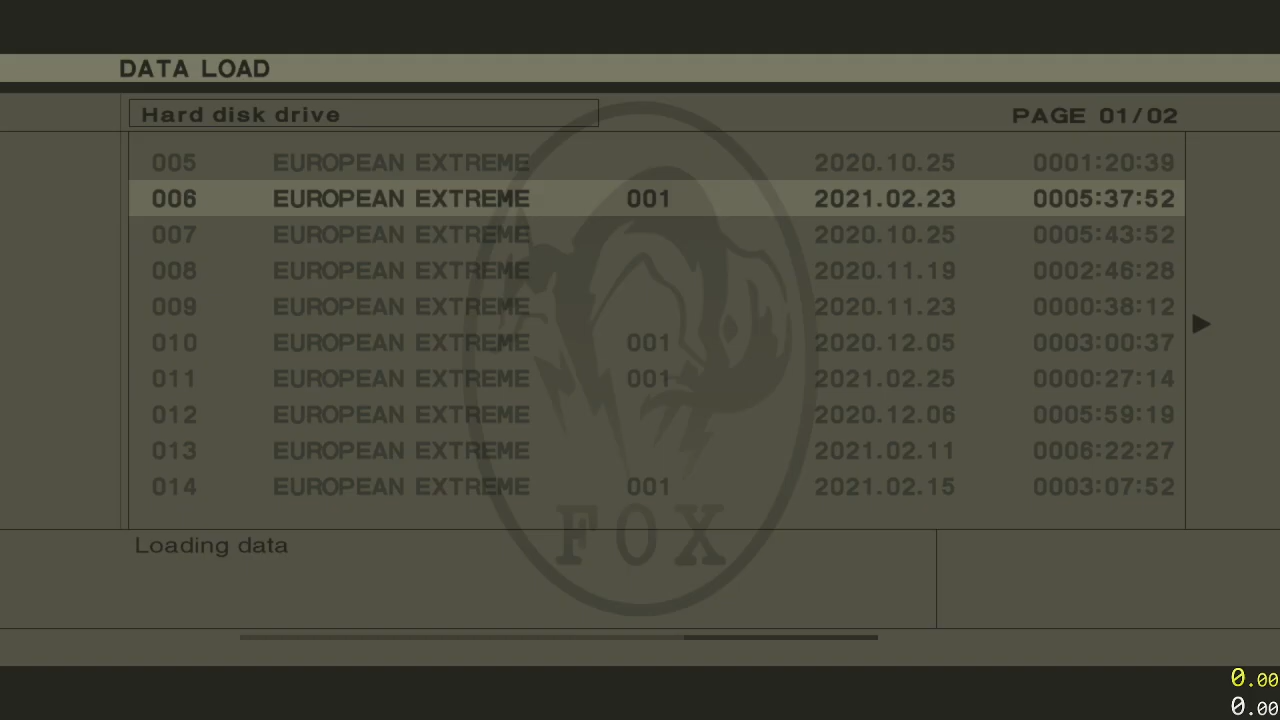 DATA LOAD
Hard disk drive PAGE 01/02
005 EUROPEAN EXTREME 2020.10.25 0001:20:39
006 EUROPEAN EXTREME 001 2021.02.23 0005:37:52
007 EUROPEAN EXTREME 2020.10.25 0005:43:52
008 EUROPEAN EXTREME 2020.11.19 0002:46:28
009 EUROPEAN EXTREME 2020.11.23 0000:38:12
010 EUROPEAN EXTREME 001 2020.12.05 0003:00:37
011 EUROPEAN EXTREME 001 2021.02.25 0000:27:14
012 EUROPEAN EXTREME 2020.12.06 0005:59:19
013 EUROPEAN EXTREME 2021.02.11 0006:22:27
014 EUROPEAN EXTREME 001 2021.02.15 0003:07:52
FOX
Loading data
0.00
0.00